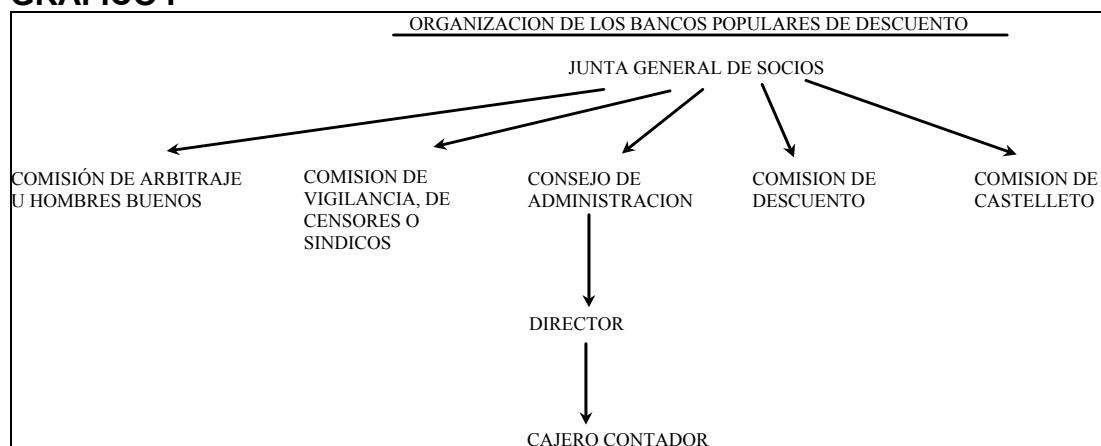 ORGANIZACION DE LOS BANCOS POPULARES DE DESCUENTO
JUNTA GENERAL DE SOCIOS
COMISIÓN DE ARBITRAJE
U HOMBRES BUENOS
COMISION DE
VIGILANCIA, DE
CENSORES O
SINDICOS
CONSEJO DE
ADMINISTRACION
COMISION DE
DESCUENTO
COMISION DE
CASTELLETO
DIRECTOR
CAJERO CONTADOR